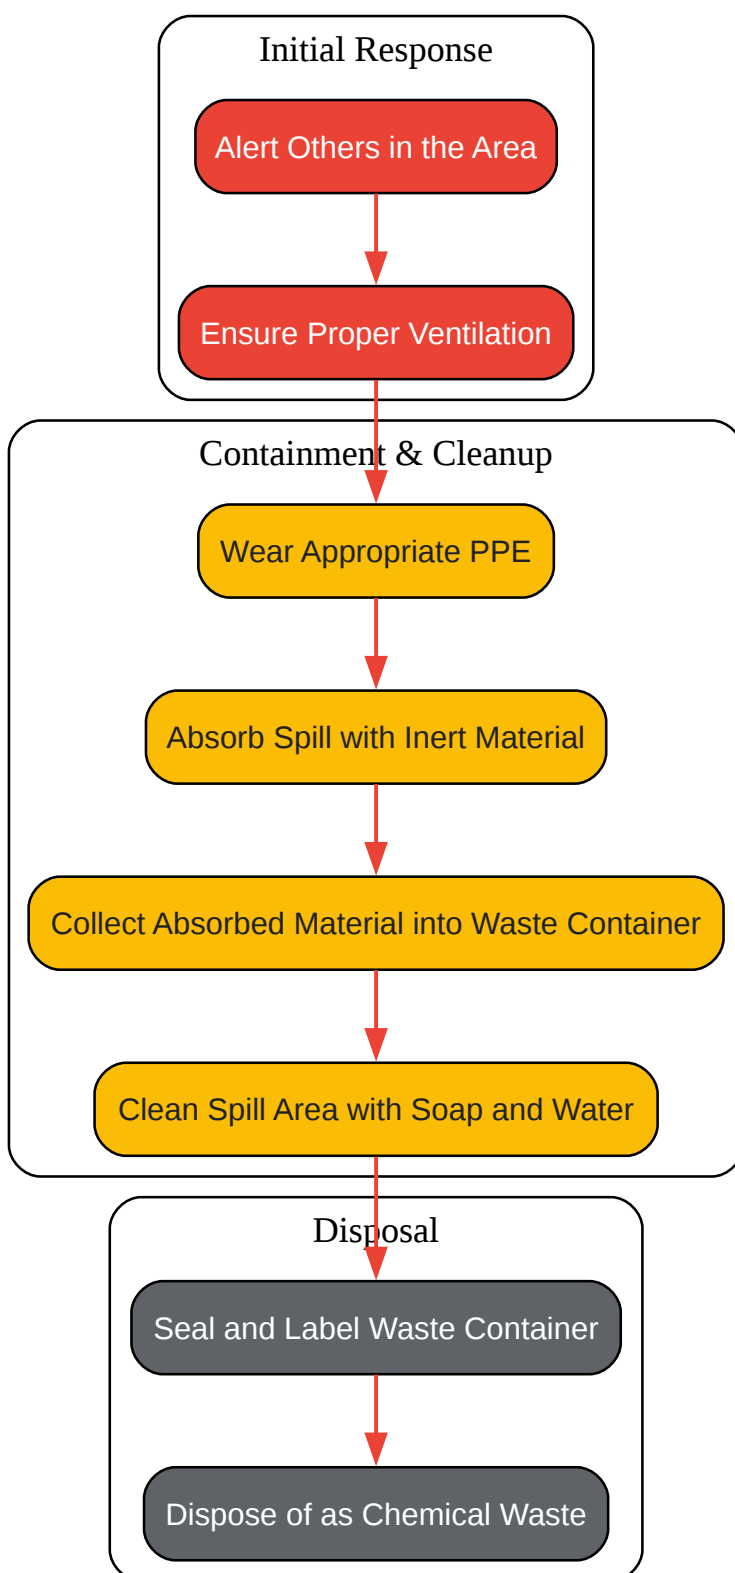 Initial Response
Alert Others in the Area
Ensure Proper Ventilation
Containment & Cleanup
Wear Appropriate PPE
Absorb Spill with Inert Material
Collect Absorbed Material into Waste Container
Clean Spill Area with Soap and Water
Disposal
Seal and Label Waste Container
Dispose of as Chemical Waste